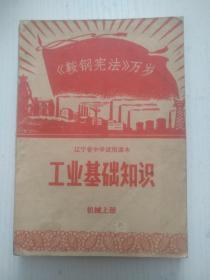 《鞍钢宪法》万岁
辽宁省中学试用课本
工业基础知识
机械上册